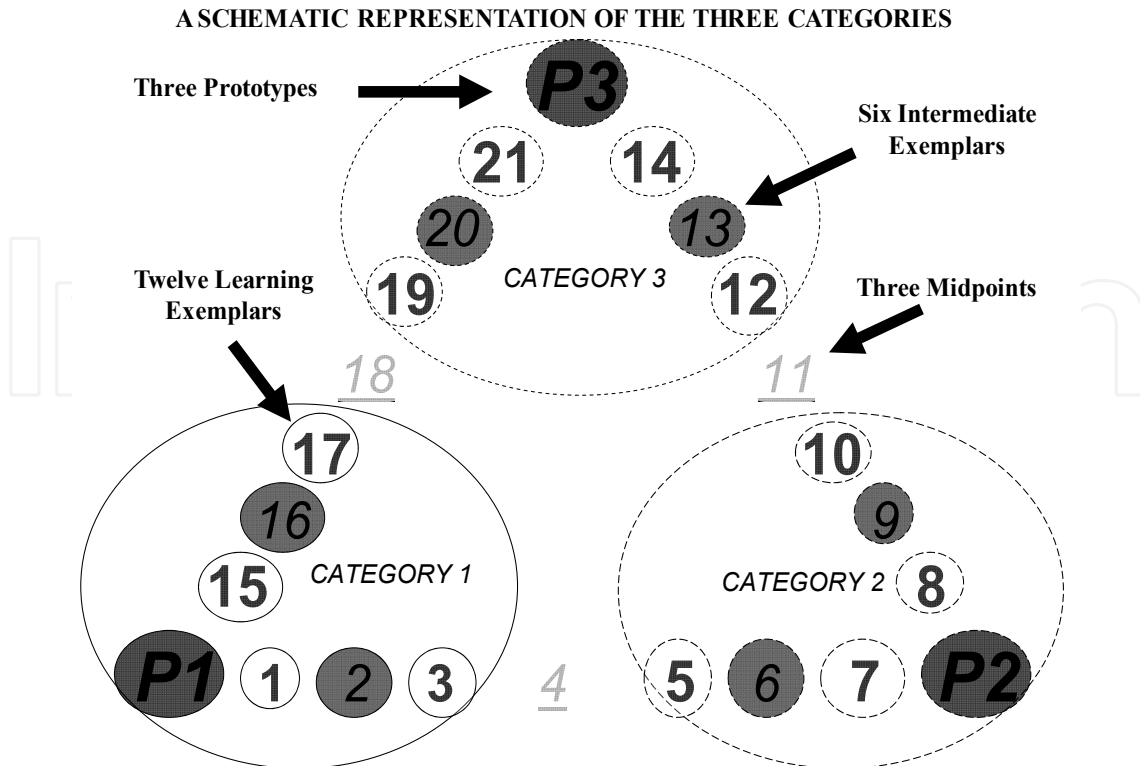 A SCHEMATIC REPRESENTATION OF THE THREE CATEGORIES
Three Prototypes
P3
Six Intermediate
Exemplars
21
14
20
13
Twelve Learning
Exemplars
19
CATEGORY 3
12
Three Midpoints
18
11
17
10
16
9
15
CATEGORY 1
CATEGORY 2
8
P1
1
2
3
4
5
6
7
P2